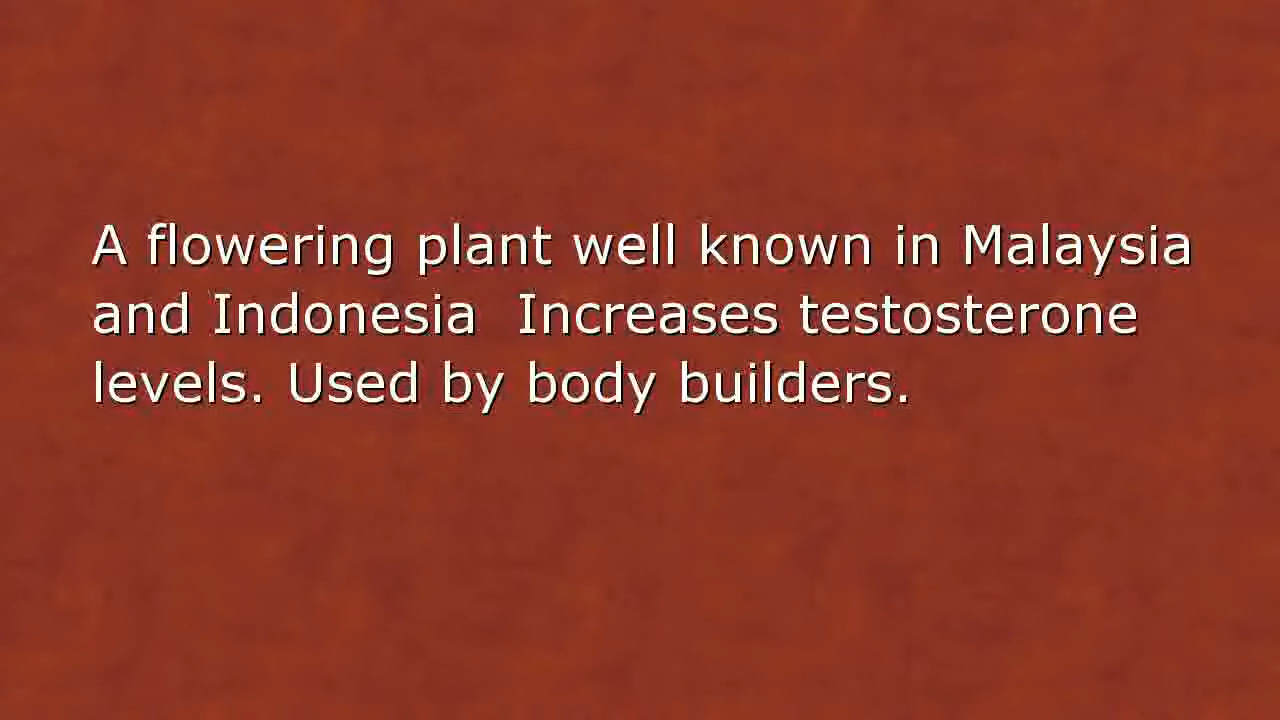 A flowering plant well known in Malaysia
and Indonesia  Increases testosterone
levels. Used by body builders.